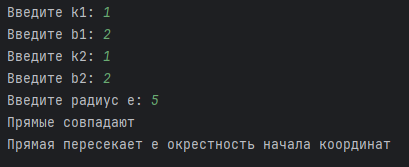 Введите k1: 1
Введите b1: 2
Введите k2: 1
Введите b2: 2
Введите радиус e: 5
Прямые совпадают
Прямая пересекает e окрестность начала координат